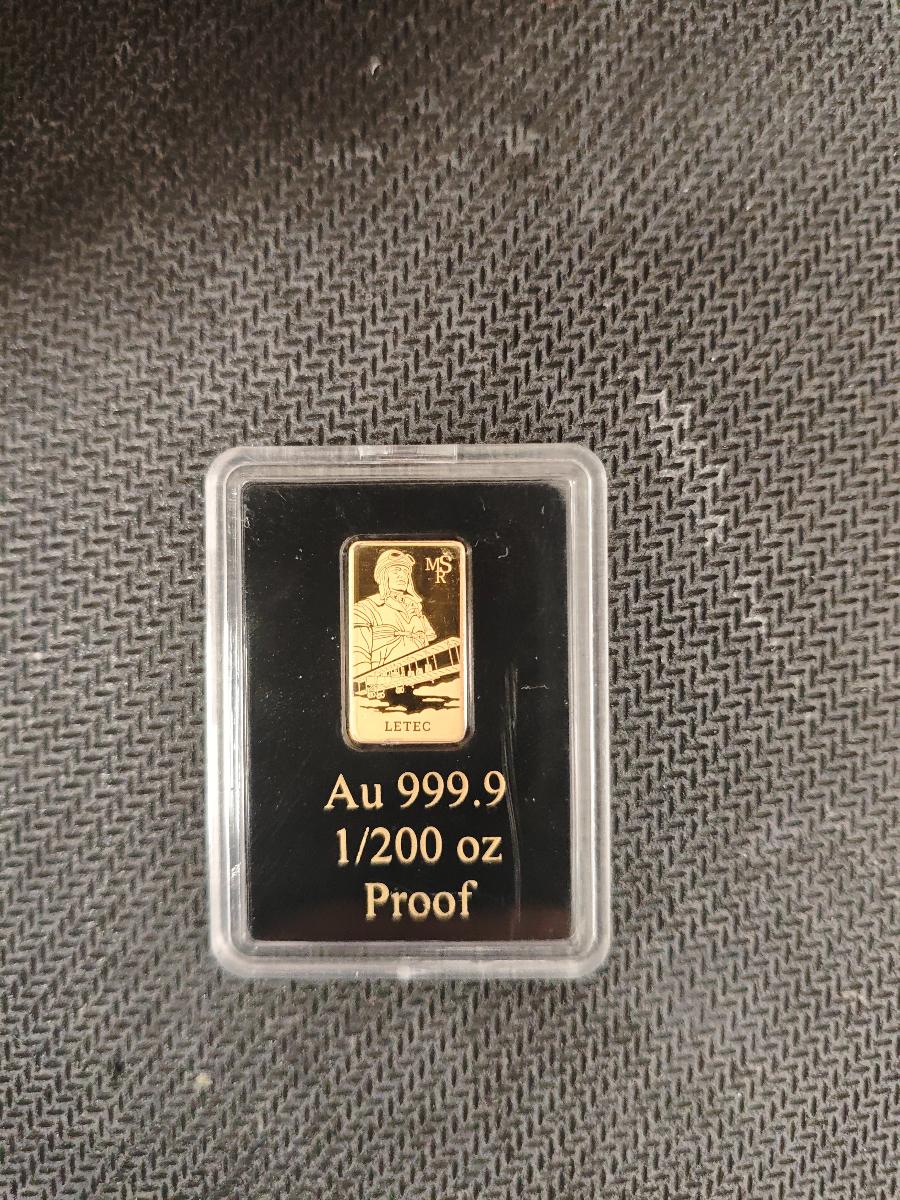 MSR
LETEC
Au 999.9
1/200 oz
Proof